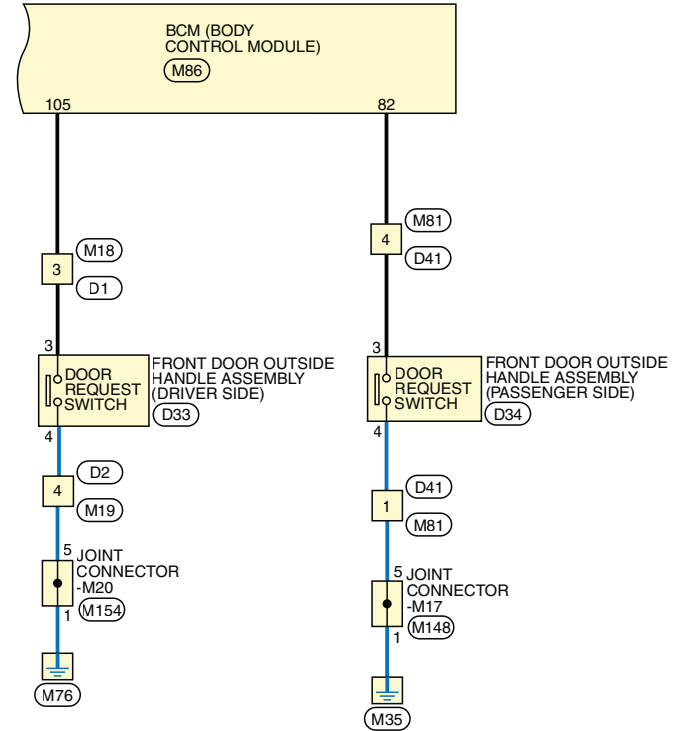 BCM (BODY
CONTROL MODULE)
M86
105
82
M81
4
D41
M18
3
D1
3
DOOR
REQUEST
SWITCH
FRONT DOOR OUTSIDE
HANDLE ASSEMBLY
(DRIVER SIDE)
D33
4
3
DOOR
REQUEST
SWITCH
FRONT DOOR OUTSIDE
HANDLE ASSEMBLY
(PASSENGER SIDE)
D34
4
D2
4
M19
D41
1
M81
5
JOINT
CONNECTOR
-M20
M154
1
5
JOINT
CONNECTOR
-M17
M148
1
M76
M35